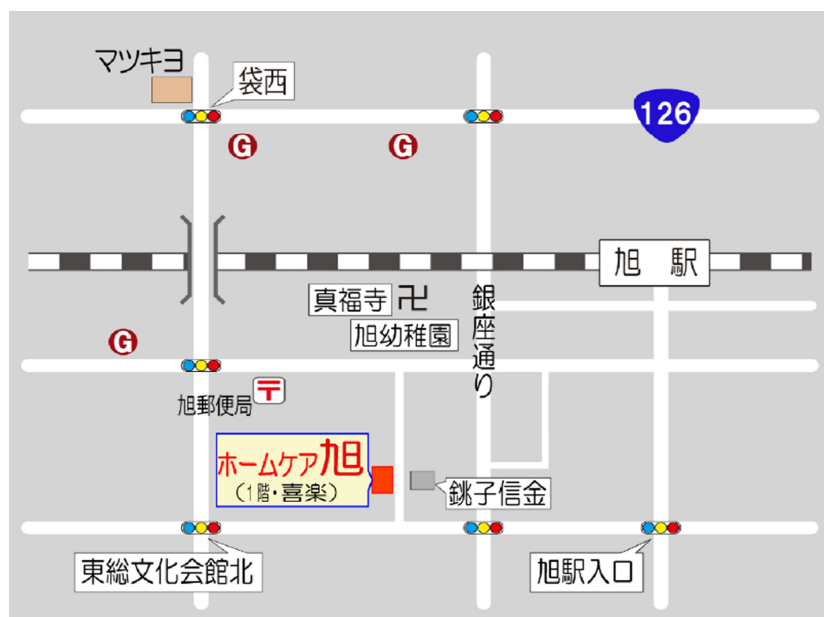 マツキヨ
袋西
126
G
G
旭 駅
真福寺
卍
銀座通り
旭幼稚園
G
旭郵便局
〒
ホームケア旭
(1階・喜楽)
銚子信金
東総文化会館北
旭駅入口